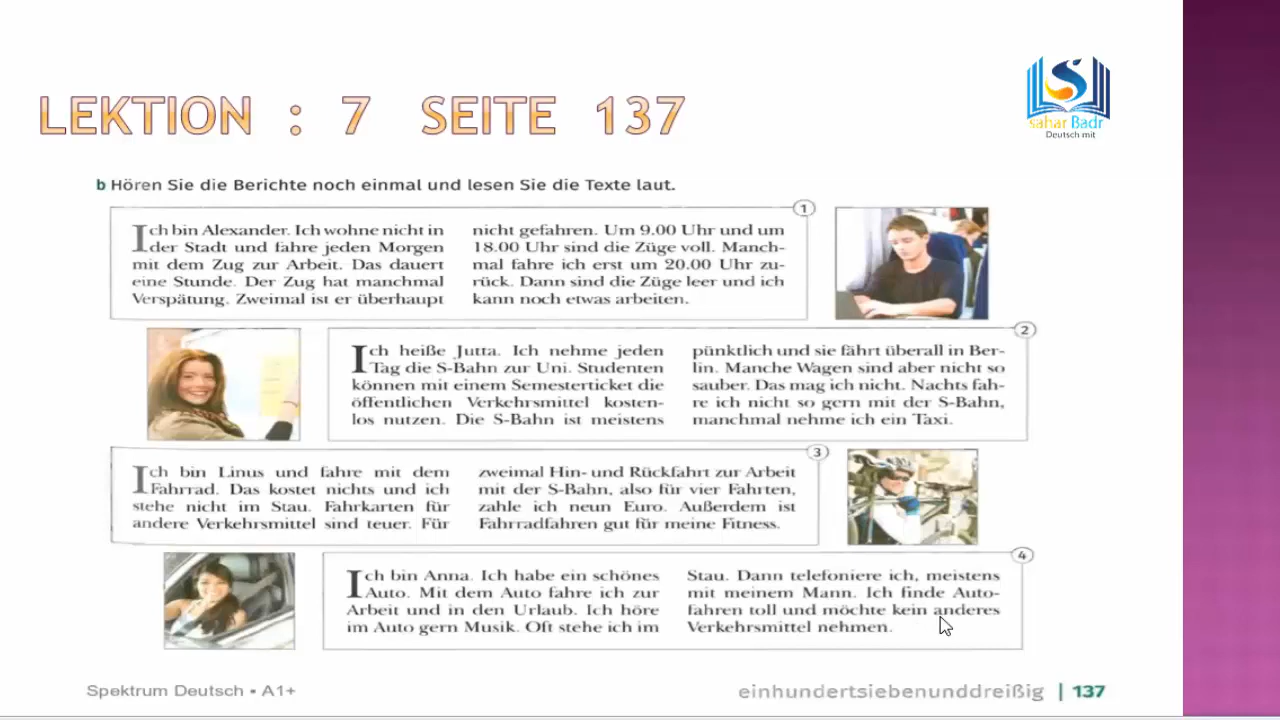 LEKTION : 7 SEITE 137
sahar Badr
Deutsch mit
b Hören Sie die Berichte noch einmal und lesen Sie die Texte laut.
1
Ich bin Alexander. Ich wohne nicht in
der Stadt und fahre jeden Morgen
mit dem Zug zur Arbeit. Das dauert
eine Stunde. Der Zug hat manchmal
Verspätung. Zweimal ist er überhaupt
nicht gefahren. Um 9.00 Uhr und um
18.00 Uhr sind die Züge voll. Manch-
mal fahre ich erst um 20.00 Uhr zu-
rück. Dann sind die Züge leer und ich
kann noch etwas arbeiten.
2
Ich heiße Jutta. Ich nehme jeden
Tag die S-Bahn zur Uni. Studenten
können mit einem Semesterticket die
öffentlichen Verkehrsmittel kosten-
los nutzen. Die S-Bahn ist meistens
pünktlich und sie fährt überall in Ber-
lin. Manche Wagen sind aber nicht so
sauber. Das mag ich nicht. Nachts fah-
re ich nicht so gern mit der S-Bahn,
manchmal nehme ich ein Taxi.
3
Ich bin Linus und fahre mit dem
Fahrrad. Das kostet nichts und ich
stehe nicht im Stau. Fahrkarten für
andere Verkehrsmittel sind teuer. Für
zweimal Hin- und Rückfahrt zur Arbeit
mit der S-Bahn, also für vier Fahrten,
zahle ich neun Euro. Außerdem ist
Fahrradfahren gut für meine Fitness.
4
Ich bin Anna. Ich habe ein schönes
Auto. Mit dem Auto fahre ich zur
Arbeit und in den Urlaub. Ich höre
im Auto gern Musik. Oft stehe ich im
Stau. Dann telefoniere ich, meistens
mit meinem Mann. Ich finde Auto-
fahren toll und möchte kein anderes
Verkehrsmittel nehmen.
Spektrum Deutsch • A1+
einhundertsiebenunddreißig | 137